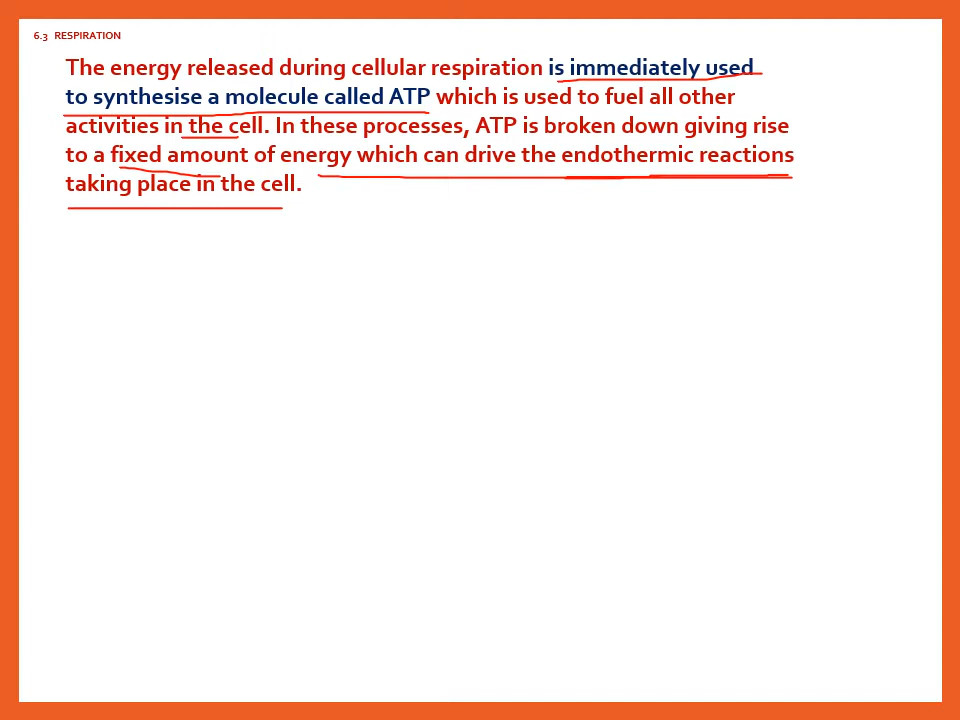 6.3 RESPIRATION
The energy released during cellular respiration is immediately used
to synthesise a molecule called ATP which is used to fuel all other
activities in the cell. In these processes, ATP is broken down giving rise
to a fixed amount of energy which can drive the endothermic reactions
taking place in the cell.